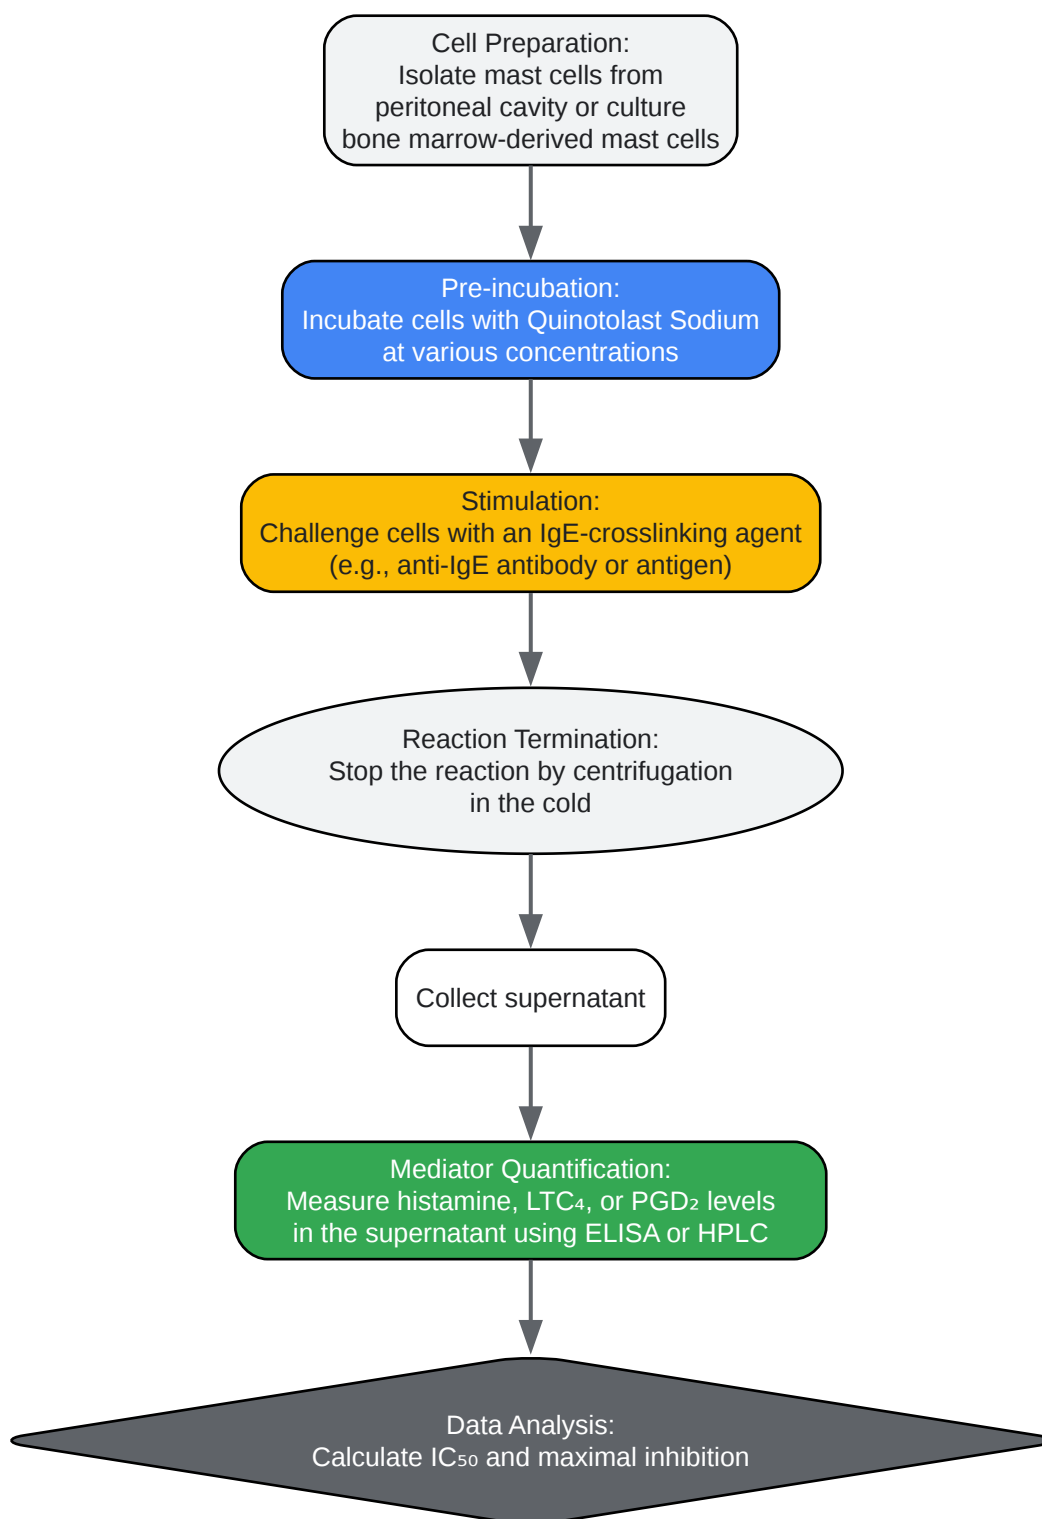 Cell Preparation:
Isolate mast cells from
peritoneal cavity or culture
bone marrow-derived mast cells
Pre-incubation:
Incubate cells with Quinotolast Sodium
at various concentrations
Stimulation:
Challenge cells with an IgE-crosslinking agent
(e.g., anti-IgE antibody or antigen)
Reaction Termination:
Stop the reaction by centrifugation
in the cold
Collect supernatant
Mediator Quantification:
Measure histamine, LTC₄, or PGD₂ levels
in the supernatant using ELISA or HPLC
Data Analysis:
Calculate IC₅₀ and maximal inhibition